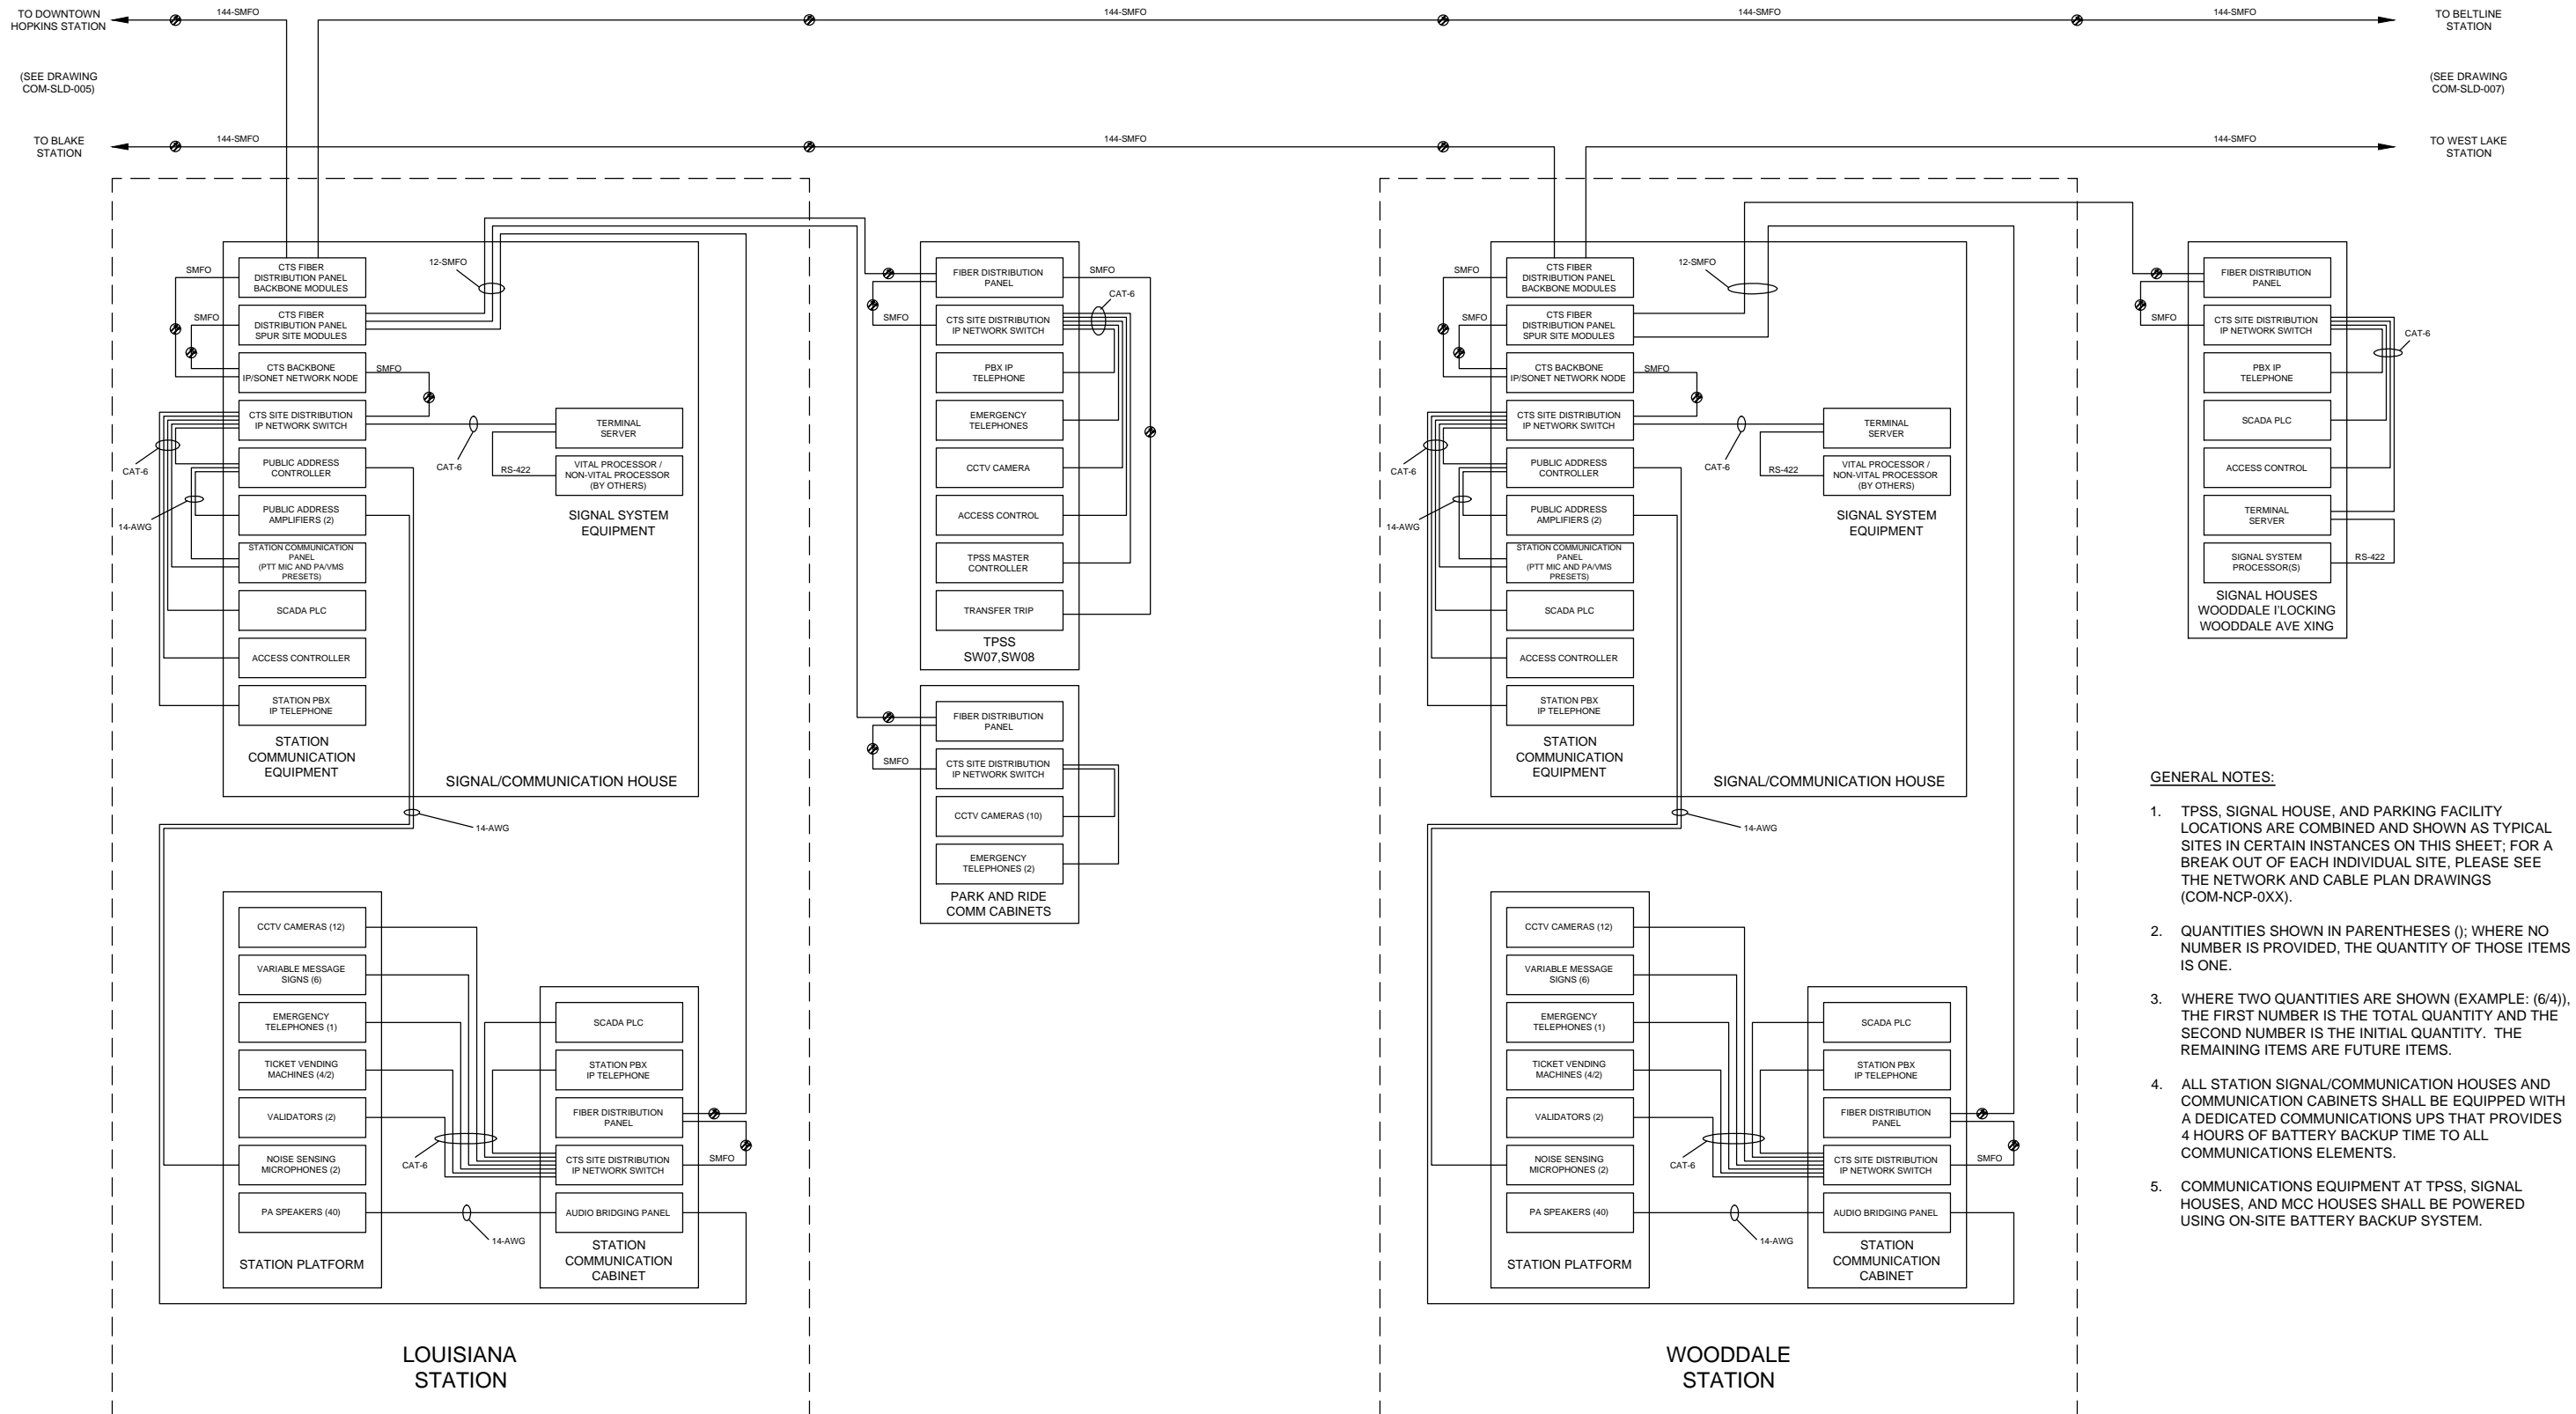 TO DOWNTOWN
HOPKINS STATION
144-SMFO
144-SMFO
144-SMFO
144-SMFO
TO BELTLINE
STATION
(SEE DRAWING
COM-SLD-005)
(SEE DRAWING
COM-SLD-007)
TO BLAKE
STATION
144-SMFO
144-SMFO
144-SMFO
TO WEST LAKE
STATION
SMFO
CTS FIBER
DISTRIBUTION PANEL
BACKBONE MODULES
12-SMFO
SMFO
CTS FIBER
DISTRIBUTION PANEL
SPUR SITE MODULES
CTS BACKBONE
IP/SONET NETWORK NODE
SMFO
CTS SITE DISTRIBUTION
IP NETWORK SWITCH
CAT-6
PUBLIC ADDRESS
CONTROLLER
14-AWG
PUBLIC ADDRESS
AMPLIFIERS (2)
STATION COMMUNICATION
PANEL
(PTT MIC AND PA/VMS
PRESETS)
SCADA PLC
ACCESS CONTROLLER
STATION PBX
IP TELEPHONE
STATION
COMMUNICATION
EQUIPMENT
CAT-6
TERMINAL
SERVER
RS-422
VITAL PROCESSOR /
NON-VITAL PROCESSOR
(BY OTHERS)
SIGNAL SYSTEM
EQUIPMENT
SIGNAL/COMMUNICATION HOUSE
14-AWG
CCTV CAMERAS (12)
VARIABLE MESSAGE
SIGNS (6)
EMERGENCY
TELEPHONES (1)
TICKET VENDING
MACHINES (4/2)
VALIDATORS (2)
NOISE SENSING
MICROPHONES (2)
PA SPEAKERS (40)
STATION PLATFORM
CAT-6
14-AWG
SCADA PLC
STATION PBX
IP TELEPHONE
FIBER DISTRIBUTION
PANEL
CTS SITE DISTRIBUTION
IP NETWORK SWITCH
SMFO
AUDIO BRIDGING PANEL
STATION
COMMUNICATION
CABINET
LOUISIANA
STATION
FIBER DISTRIBUTION
PANEL
SMFO
CAT-6
SMFO
CTS SITE DISTRIBUTION
IP NETWORK SWITCH
PBX IP
TELEPHONE
EMERGENCY
TELEPHONES
CCTV CAMERA
ACCESS CONTROL
TPSS MASTER
CONTROLLER
TRANSFER TRIP
TPSS
SW07,SW08
FIBER DISTRIBUTION
PANEL
SMFO
CTS SITE DISTRIBUTION
IP NETWORK SWITCH
CCTV CAMERAS (10)
EMERGENCY
TELEPHONES (2)
PARK AND RIDE
COMM CABINETS
SMFO
CTS FIBER
DISTRIBUTION PANEL
BACKBONE MODULES
12-SMFO
SMFO
CTS FIBER
DISTRIBUTION PANEL
SPUR SITE MODULES
CTS BACKBONE
IP/SONET NETWORK NODE
SMFO
CTS SITE DISTRIBUTION
IP NETWORK SWITCH
CAT-6
PUBLIC ADDRESS
CONTROLLER
14-AWG
PUBLIC ADDRESS
AMPLIFIERS (2)
STATION COMMUNICATION
PANEL
(PTT MIC AND PA/VMS
PRESETS)
SCADA PLC
ACCESS CONTROLLER
STATION PBX
IP TELEPHONE
STATION
COMMUNICATION
EQUIPMENT
CAT-6
TERMINAL
SERVER
RS-422
VITAL PROCESSOR /
NON-VITAL PROCESSOR
(BY OTHERS)
SIGNAL SYSTEM
EQUIPMENT
SIGNAL/COMMUNICATION HOUSE
14-AWG
CCTV CAMERAS (12)
VARIABLE MESSAGE
SIGNS (6)
EMERGENCY
TELEPHONES (1)
TICKET VENDING
MACHINES (4/2)
VALIDATORS (2)
NOISE SENSING
MICROPHONES (2)
PA SPEAKERS (40)
STATION PLATFORM
CAT-6
14-AWG
SCADA PLC
STATION PBX
IP TELEPHONE
FIBER DISTRIBUTION
PANEL
CTS SITE DISTRIBUTION
IP NETWORK SWITCH
SMFO
AUDIO BRIDGING PANEL
STATION
COMMUNICATION
CABINET
WOODDALE
STATION
144-SMFO
FIBER DISTRIBUTION
PANEL
SMFO
CTS SITE DISTRIBUTION
IP NETWORK SWITCH
CAT-6
PBX IP
TELEPHONE
SCADA PLC
ACCESS CONTROL
TERMINAL
SERVER
SIGNAL SYSTEM
PROCESSOR(S)
RS-422
SIGNAL HOUSES
WOODDALE I'LOCKING
WOODDALE AVE XING
GENERAL NOTES:
1. TPSS, SIGNAL HOUSE, AND PARKING FACILITY
LOCATIONS ARE COMBINED AND SHOWN AS TYPICAL
SITES IN CERTAIN INSTANCES ON THIS SHEET; FOR A
BREAK OUT OF EACH INDIVIDUAL SITE, PLEASE SEE
THE NETWORK AND CABLE PLAN DRAWINGS
(COM-NCP-0XX).
2. QUANTITIES SHOWN IN PARENTHESES (); WHERE NO
NUMBER IS PROVIDED, THE QUANTITY OF THOSE ITEMS
IS ONE.
3. WHERE TWO QUANTITIES ARE SHOWN (EXAMPLE: (6/4)),
THE FIRST NUMBER IS THE TOTAL QUANTITY AND THE
SECOND NUMBER IS THE INITIAL QUANTITY. THE
REMAINING ITEMS ARE FUTURE ITEMS.
4. ALL STATION SIGNAL/COMMUNICATION HOUSES AND
COMMUNICATION CABINETS SHALL BE EQUIPPED WITH
A DEDICATED COMMUNICATIONS UPS THAT PROVIDES
4 HOURS OF BATTERY BACKUP TIME TO ALL
COMMUNICATIONS ELEMENTS.
5. COMMUNICATIONS EQUIPMENT AT TPSS, SIGNAL
HOUSES, AND MCC HOUSES SHALL BE POWERED
USING ON-SITE BATTERY BACKUP SYSTEM.